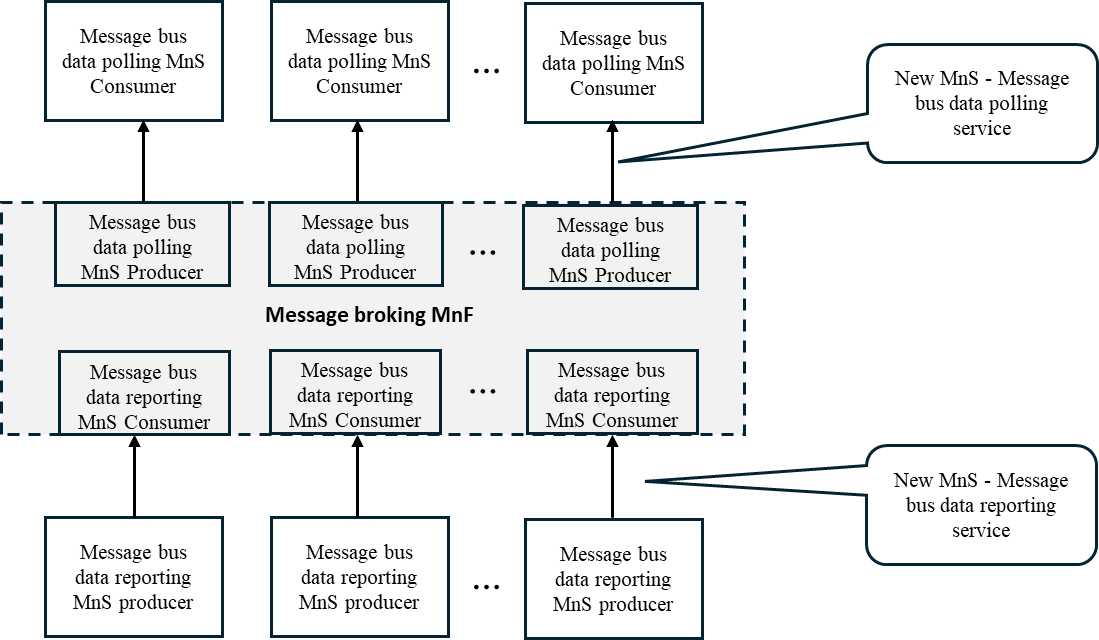 Message bus
data polling MnS
Consumer
Message bus
data polling MnS
Consumer
...
Message bus
data polling MnS
Consumer
New MnS - Message
bus data polling
service
Message bus
data polling
MnS Producer
Message bus
data polling
MnS Producer
...
Message bus
data polling
MnS Producer
Message broking MnF
Message bus
data reporting
MnS Consumer
Message bus
data reporting
MnS Consumer
...
Message bus
data reporting
MnS Consumer
New MnS - Message
bus data reporting
service
Message bus
data reporting
MnS producer
Message bus
data reporting
MnS producer
...
Message bus
data reporting
MnS producer